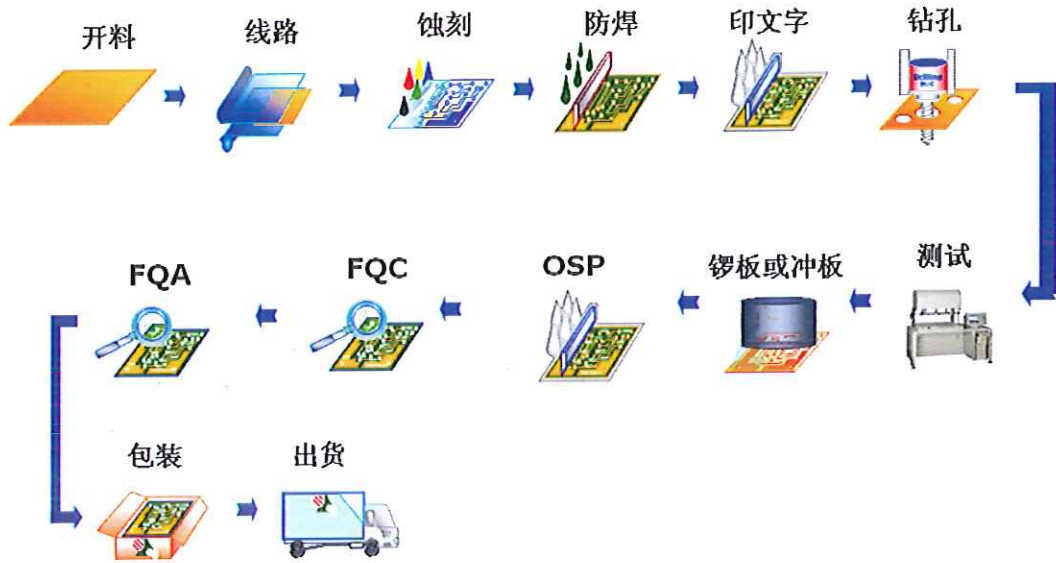 开料
线路
蚀刻
防焊
印文字
钻孔
Drilling
测试
锣板或冲板
OSP
FQC
FQA
包装
出货